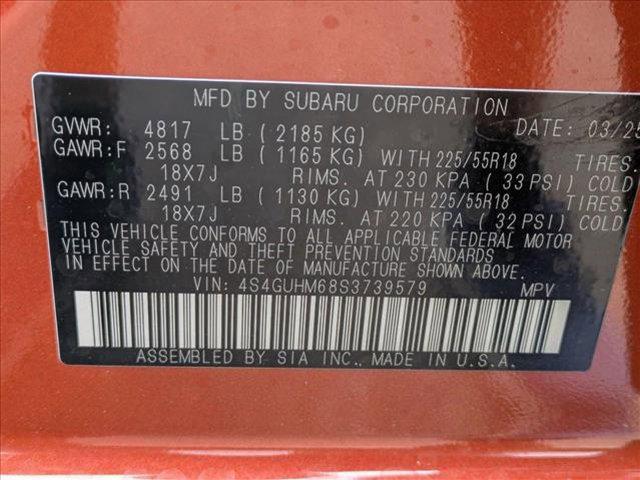 MFD BY SUBARU CORPORATION
GVWR: 4817 LB (2185 KG) DATE: 03/25
GAWR:F 2568 LB (1165 KG) WITH 225/55R18 TIRES.
18X7J RIMS. AT 230 KPA (33 PSI) COLD
GAWR:R 2491 LB (1130 KG) WITH 225/55R18 TIRES.
18X7J RIMS. AT 220 KPA (32 PSI) COLD
THIS VEHICLE CONFORMS TO ALL APPLICABLE FEDERAL MOTOR
VEHICLE SAFETY AND THEFT PREVENTION STANDARDS
IN EFFECT ON THE DATE OF MANUFACTURE SHOWN ABOVE.
VIN: 4S4GUHM68S3739579 MPV
ASSEMBLED BY SIA INC., MADE IN U.S.A.